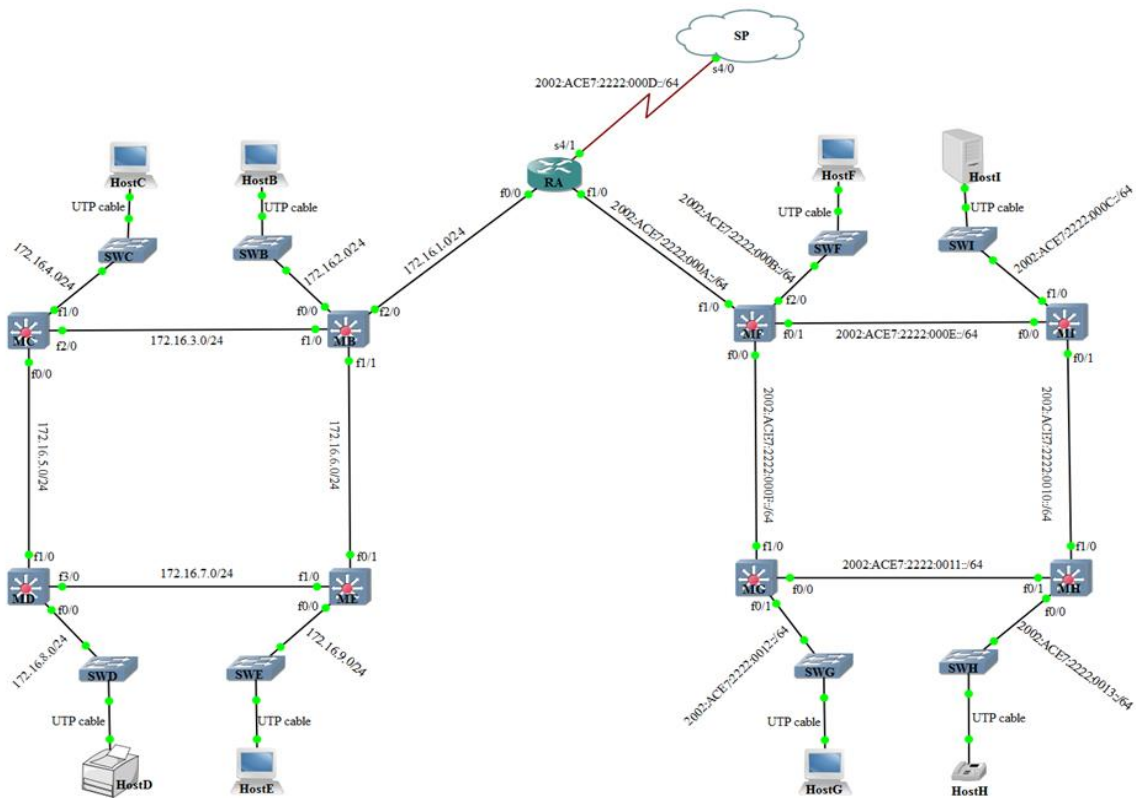 SP
s4/0
2002:ACE7:2222:000D::/64
s4/1
RA
f0/0
f1/0
HostC
HostB
HostF
HostI
UTP cable
UTP cable
UTP cable
UTP cable
SWC
SWB
SWF
SWI
172.16.4.0/24
172.16.2.0/24
172.16.1.0/24
2002:ACE7:2222:000A::/64
2002:ACE7:2222:000B::/64
2002:ACE7:2222:000C::/64
f1/0
MC
f2/0
f0/0
172.16.3.0/24
f0/0
f2/0
f1/0
MB
f1/1
f1/0
f2/0
MF
f0/1
f0/0
2002:ACE7:2222:000E::/64
f1/0
f0/0
MI
f0/1
172.16.5.0/24
172.16.6.0/24
2002:ACE7:2222:000F::/64
2002:ACE7:2222:0010::/64
f1/0
f3/0
MD
f0/0
172.16.7.0/24
f0/1
f1/0
ME
f0/0
f1/0
MG
f0/0
f0/1
2002:ACE7:2222:0011::/64
f1/0
f0/1
MH
f0/0
172.16.8.0/24
172.16.9.0/24
2002:ACE7:2222:0012::/64
2002:ACE7:2222:0013::/64
SWD
SWE
SWG
SWH
UTP cable
UTP cable
UTP cable
UTP cable
HostD
HostE
HostG
HostH